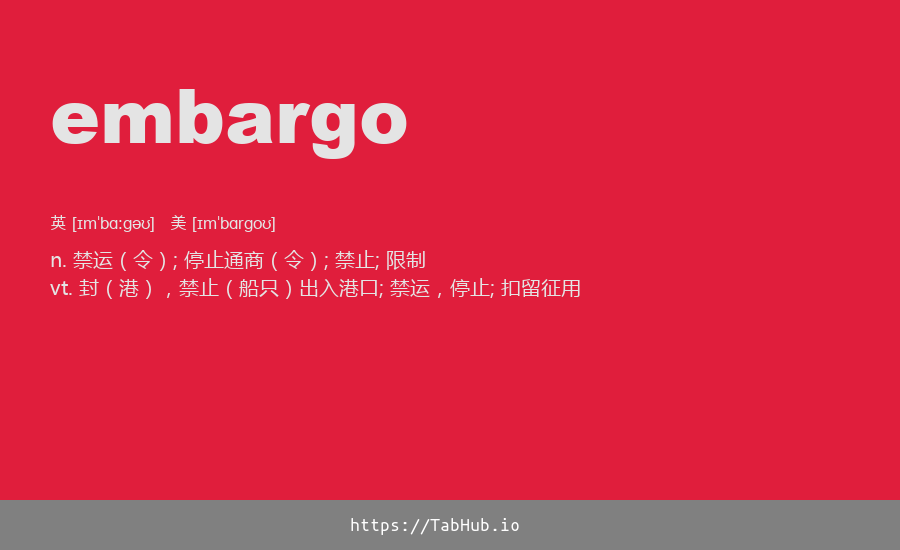 embargo
英 [ɪmˈbɑːɡəʊ] 美 [ɪmˈbɑrɡoʊ]
n. 禁运（令）; 停止通商（令）; 禁止; 限制
vt. 封（港），禁止（船只）出入港口; 禁运，停止; 扣留征用
https://TabHub.io